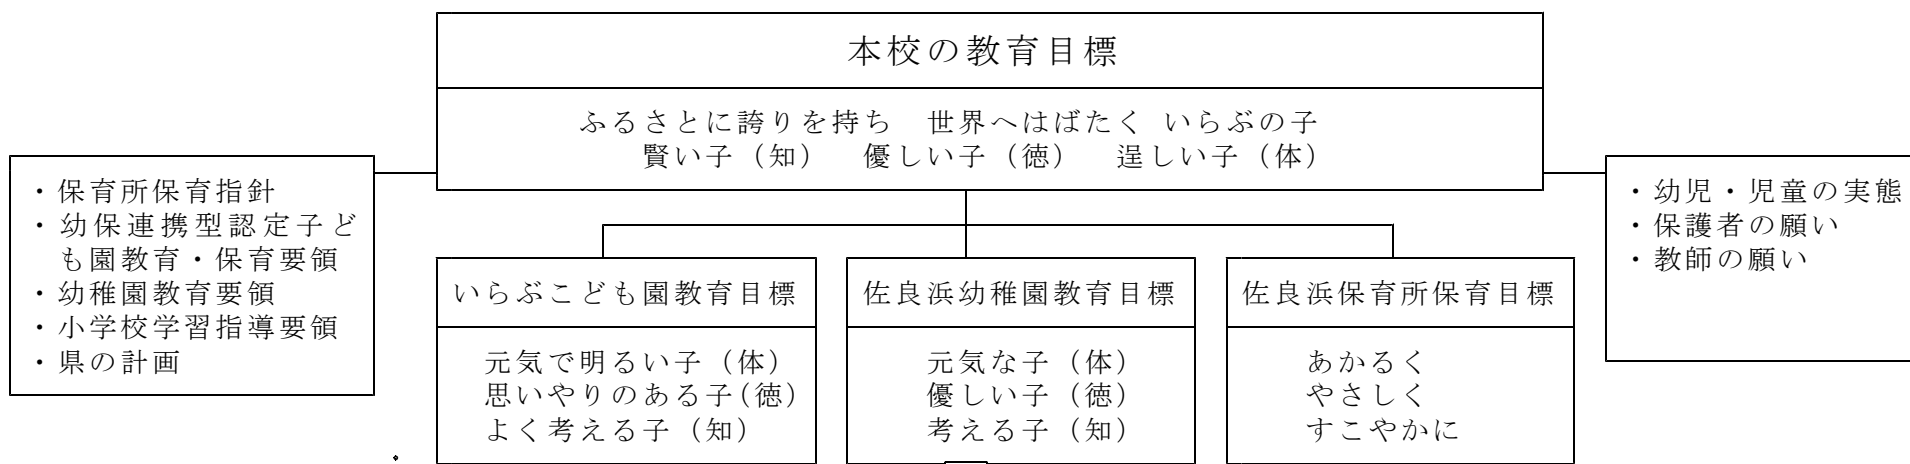 本校の教育目標
ふるさとに誇りを持ち　世界へはばたく いらぶの子
賢い子（知）　優しい子（徳）　逞しい子（体）
・保育所保育指針
・幼保連携型認定子ど
も園教育・保育要領
・幼稚園教育要領
・小学校学習指導要領
・県の計画
・幼児・児童の実態
・保護者の願い
・教師の願い
いらぶこども園教育目標
元気で明るい子（体）
思いやりのある子（徳）
よく考える子（知）
佐良浜幼稚園教育目標
元気な子（体）
優しい子（徳）
考える子（知）
佐良浜保育所保育目標
あかるく
やさしく
すこやかに